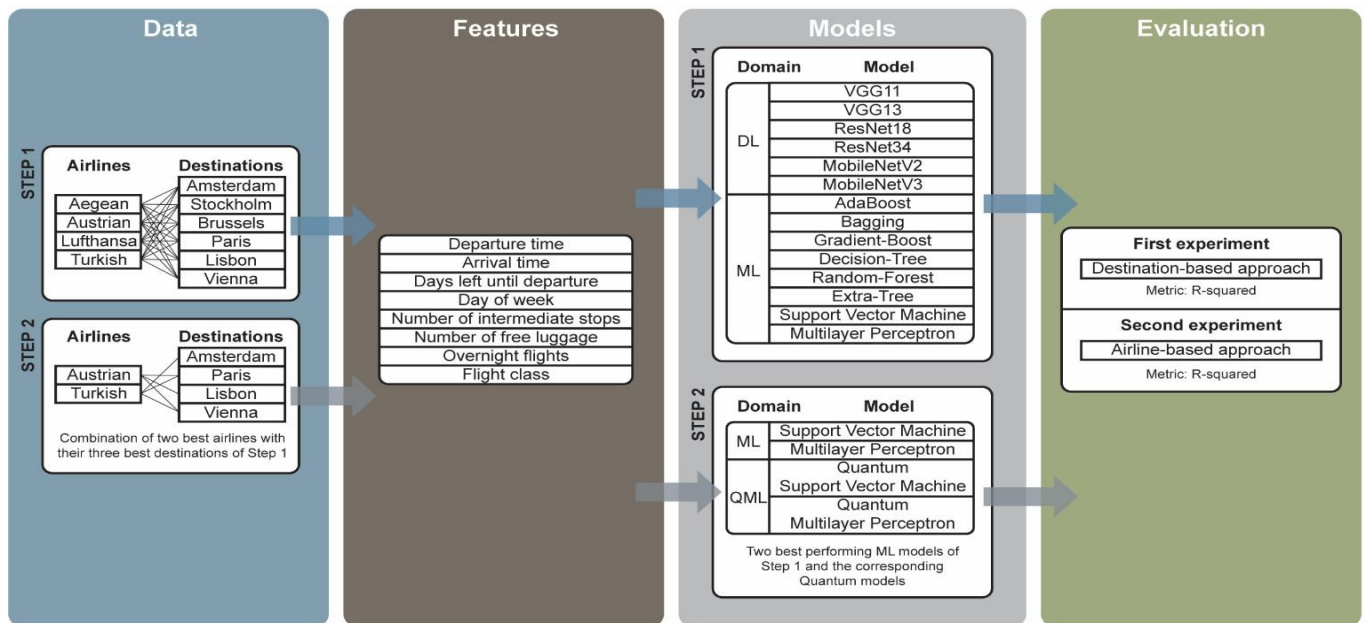 Data
STEP 1
Airlines
Aegean
Austrian
Lufthansa
Turkish
Destinations
Amsterdam
Stockholm
Brussels
Paris
Lisbon
Vienna
STEP 2
Airlines
Austrian
Turkish
Destinations
Amsterdam
Paris
Lisbon
Vienna
Combination of two best airlines with
their three best destinations of Step 1
Features
Departure time
Arrival time
Days left until departure
Day of week
Number of intermediate stops
Number of free luggage
Overnight flights
Flight class
Models
STEP 1
Domain Model
DL
VGG11
VGG13
ResNet18
ResNet34
MobileNetV2
MobileNetV3
ML
AdaBoost
Bagging
Gradient-Boost
Decision-Tree
Random-Forest
Extra-Tree
Support Vector Machine
Multilayer Perceptron
STEP 2
Domain Model
ML
Support Vector Machine
Multilayer Perceptron
QML
Quantum
Support Vector Machine
Quantum
Multilayer Perceptron
Two best performing ML models of
Step 1 and the corresponding
Quantum models
Evaluation
First experiment
Destination-based approach
Metric: R-squared
Second experiment
Airline-based approach
Metric: R-squared